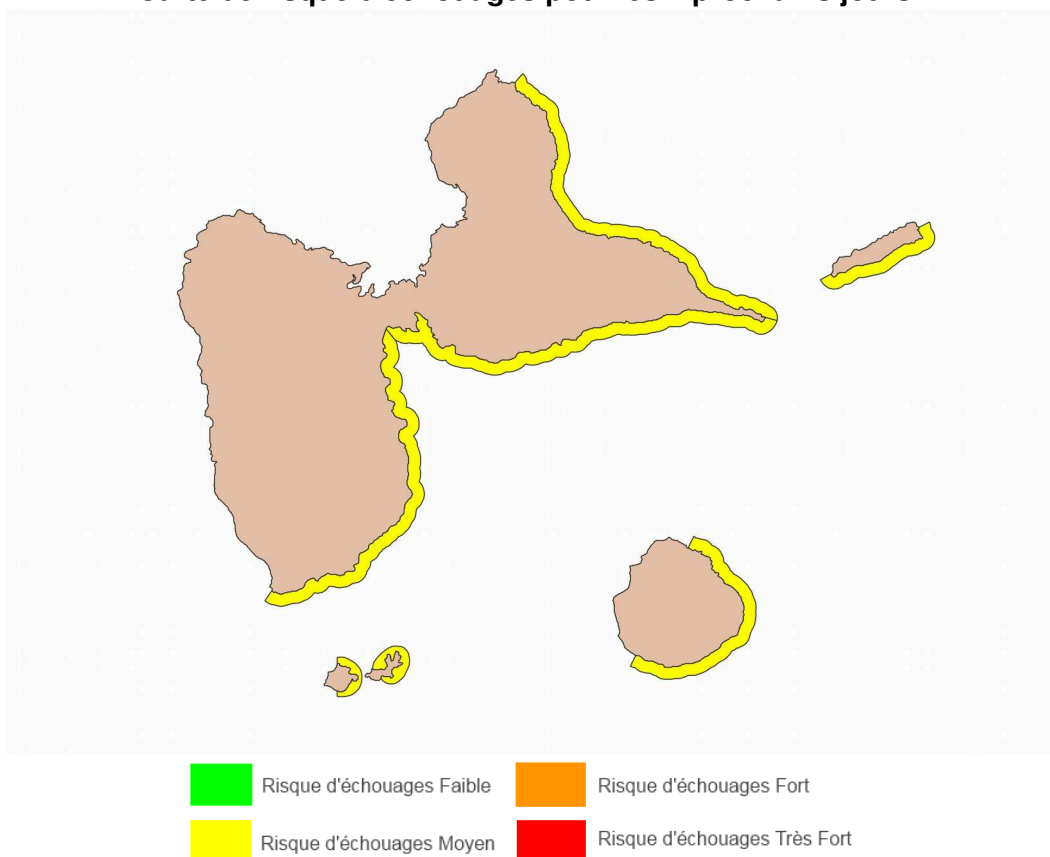 Risque d'échouages Faible
Risque d'échouages Fort
Risque d'échouages Moyen
Risque d'échouages Très Fort